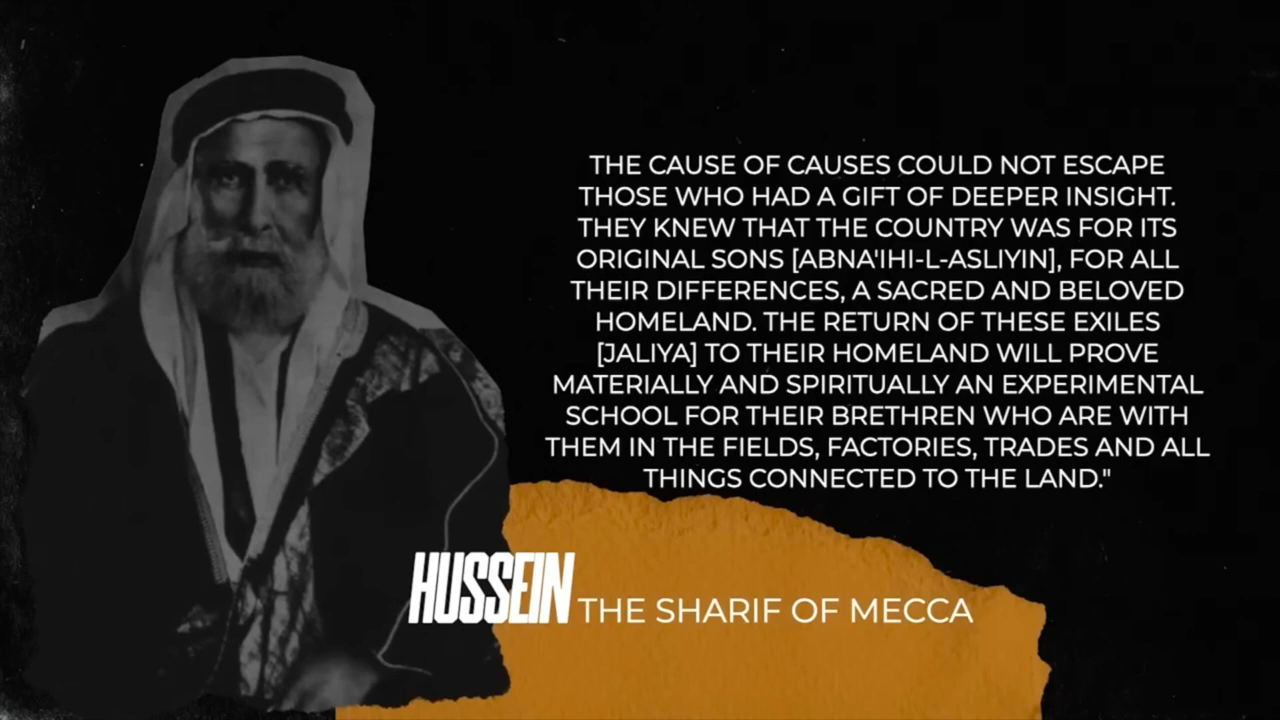 THE CAUSE OF CAUSES COULD NOT ESCAPE
THOSE WHO HAD A GIFT OF DEEPER INSIGHT.
THEY KNEW THAT THE COUNTRY WAS FOR ITS
ORIGINAL SONS [ABNA'IHI-L-ASLIYIN], FOR ALL
THEIR DIFFERENCES, A SACRED AND BELOVED
HOMELAND. THE RETURN OF THESE EXILES
[JALIYA] TO THEIR HOMELAND WILL PROVE
MATERIALLY AND SPIRITUALLY AN EXPERIMENTAL
SCHOOL FOR THEIR BRETHREN WHO ARE WITH
THEM IN THE FIELDS, FACTORIES, TRADES AND ALL
THINGS CONNECTED TO THE LAND."
HUSSEIN THE SHARIF OF MECCA